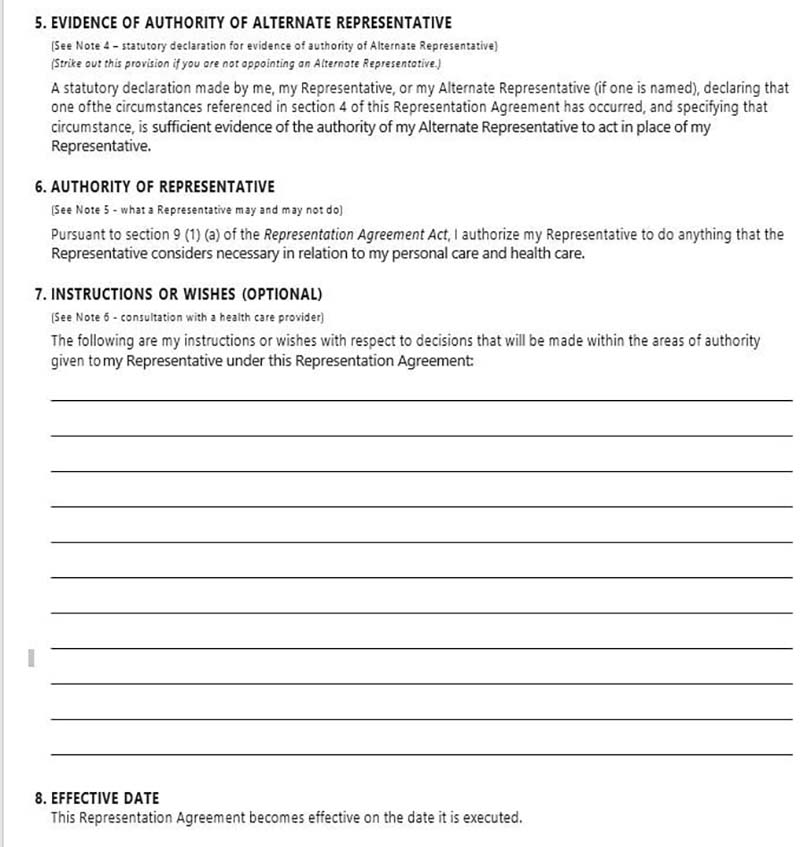 5. EVIDENCE OF AUTHORITY OF ALTERNATE REPRESENTATIVE
(See Note 4 – statutory declaration for evidence of authority of Alternate Representative)
(Strike out this provision if you are not appointing an Alternate Representative.)
A statutory declaration made by me, my Representative, or my Alternate Representative (if one is named), declaring that
one ofthe circumstances referenced in section 4 of this Representation Agreement has occurred, and specifying that
circumstance, is sufficient evidence of the authority of my Alternate Representative to act in place of my
Representative.
6. AUTHORITY OF REPRESENTATIVE
(See Note 5 - what a Representative may and may not do)
Pursuant to section 9 (1) (a) of the Representation Agreement Act, I authorize my Representative to do anything that the
Representative considers necessary in relation to my personal care and health care.
7. INSTRUCTIONS OR WISHES (OPTIONAL)
(See Note 6 - consultation with a health care provider)
The following are my instructions or wishes with respect to decisions that will be made within the areas of authority
given to my Representative under this Representation Agreement:
8. EFFECTIVE DATE
This Representation Agreement becomes effective on the date it is executed.